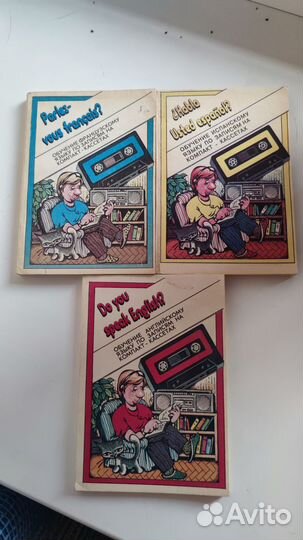 Parlez-
vous français?
ОБУЧЕНИЕ ФРАНЦУЗСКОМУ
ЯЗЫКУ ПО ЗАПИСЯМ НА
КОМПАКТ - КАССЕТАХ
¿Habla
Usted español?
ОБУЧЕНИЕ ИСПАНСКОМУ
ЯЗЫКУ ПО ЗАПИСЯМ НА
КОМПАКТ - КАССЕТАХ
Do you
speak English?
ОБУЧЕНИЕ АНГЛИЙСКОМУ
ЯЗЫКУ ПО ЗАПИСЯМ НА
КОМПАКТ - КАССЕТАХ
Avito